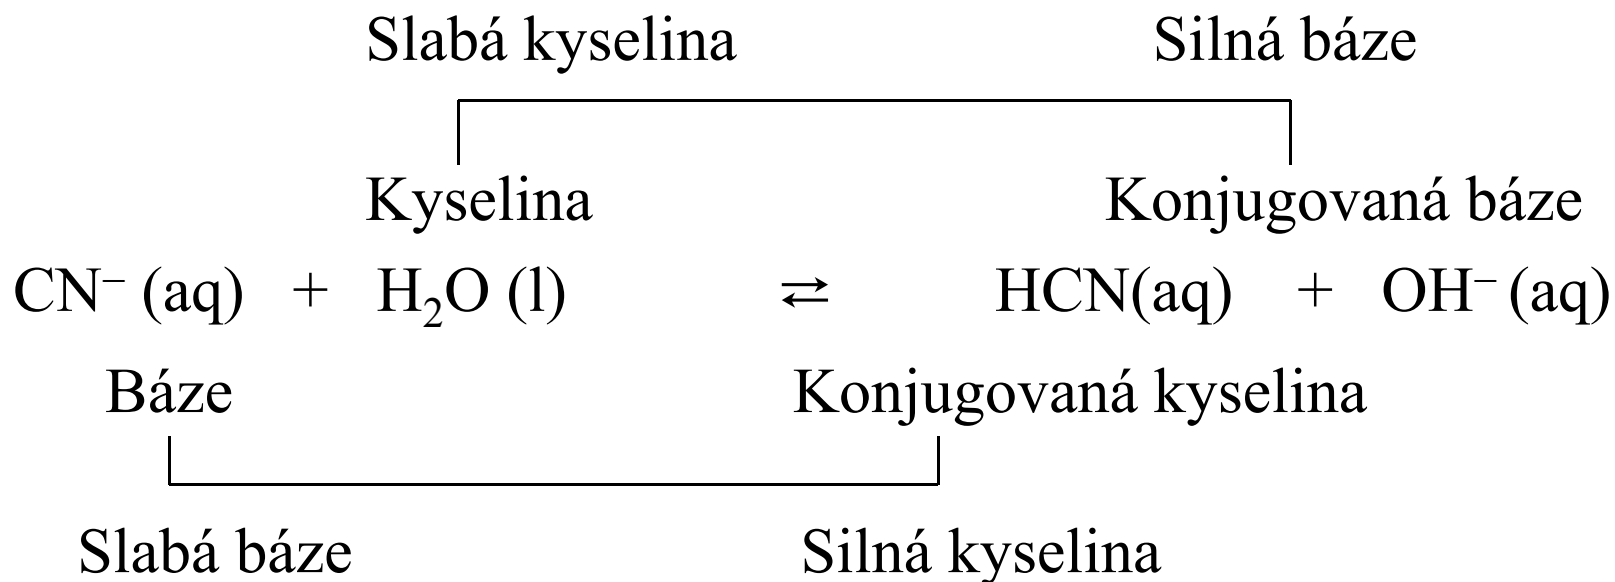 Slabá kyselina Silná báze
Kyselina Konjugovaná báze
CN⁻ (aq) + H₂O (l) ⇄ HCN(aq) + OH⁻ (aq)
Báze Konjugovaná kyselina
Slabá báze Silná kyselina